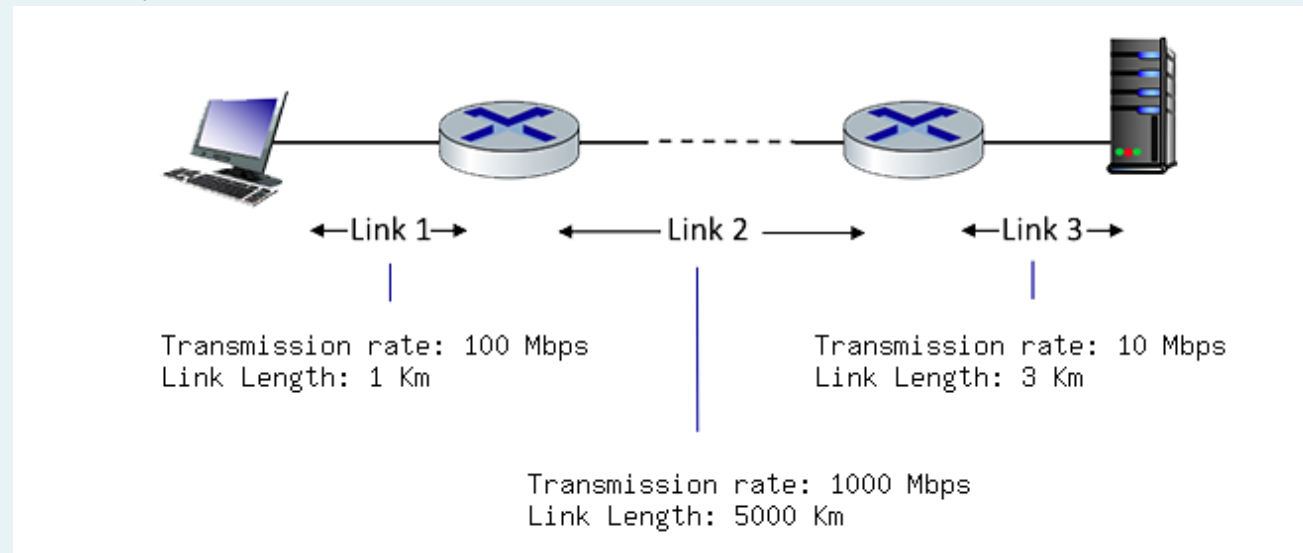 Link 1
Link 2
Link 3
Transmission rate: 100 Mbps
Link Length: 1 Km
Transmission rate: 10 Mbps
Link Length: 3 Km
Transmission rate: 1000 Mbps
Link Length: 5000 Km